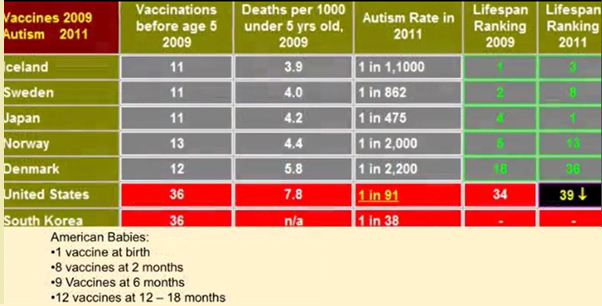 Vaccines 2009
Autism 2011
Vaccinations before age 5 2009
Deaths per 1000 under 5 yrs old, 2009
Autism Rate in 2011
Lifespan Ranking 2009
Lifespan Ranking 2011
Iceland 11 3.9 1 in 1,1000 1 3
Sweden 11 4.0 1 in 862 2 8
Japan 11 4.2 1 in 475 4 1
Norway 13 4.4 1 in 2,000 5 13
Denmark 12 5.8 1 in 2,200 18 36
United States 36 7.8 1 in 91 34 39 ↓
South Korea 36 n/a 1 in 38 - -
American Babies:
•1 vaccine at birth
•8 vaccines at 2 months
•9 Vaccines at 6 months
•12 vaccines at 12 – 18 months